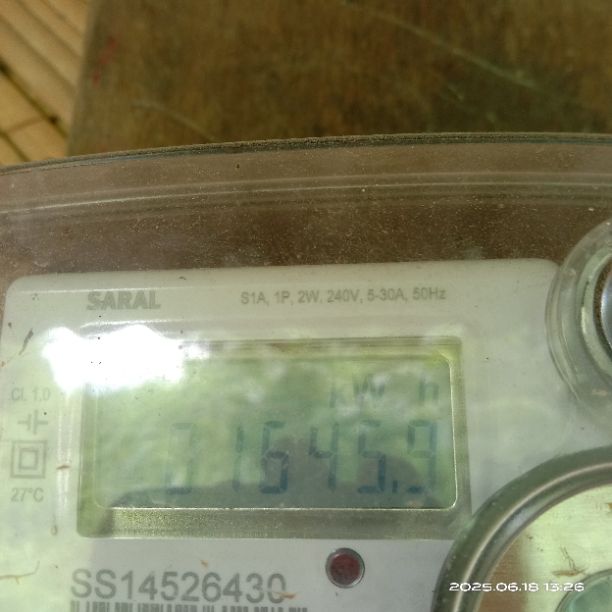 SARAL
S1A, 1P, 2W, 240V, 5-30A, 50Hz
Cl. 1.0
kW h
01645.9
27°C
SS14526430
2025.06.18 13:26